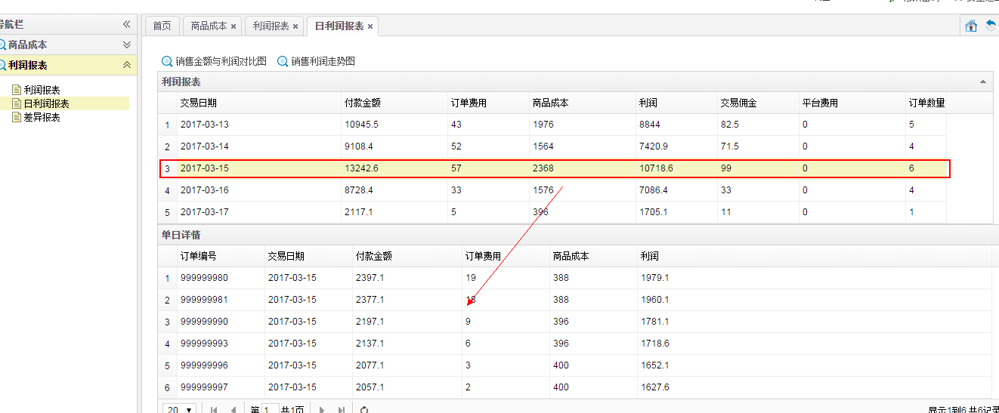 导航栏
商品成本
利润报表
利润报表
日利润报表
差异报表
首页 商品成本 × 利润报表 × 日利润报表 ×
销售金额与利润对比图 销售利润走势图
利润报表
交易日期 付款金额 订单费用 商品成本 利润 交易佣金 平台费用 订单数量
1 2017-03-13 10945.5 43 1976 8844 82.5 0 5
2 2017-03-14 9108.4 52 1564 7420.9 71.5 0 4
3 2017-03-15 13242.6 57 2368 10718.6 99 0 6
4 2017-03-16 8728.4 33 1576 7086.4 33 0 4
5 2017-03-17 2117.1 5 396 1705.1 11 0 1
单日详情
订单编号 交易日期 付款金额 订单费用 商品成本 利润
1 999999980 2017-03-15 2397.1 19 388 1979.1
2 999999981 2017-03-15 2377.1 18 388 1960.1
3 999999990 2017-03-15 2197.1 9 396 1781.1
4 999999993 2017-03-15 2137.1 6 396 1718.6
5 999999996 2017-03-15 2077.1 3 400 1652.1
6 999999997 2017-03-15 2057.1 2 400 1627.6
20 第 1 共1页 显示1到6,共6记录